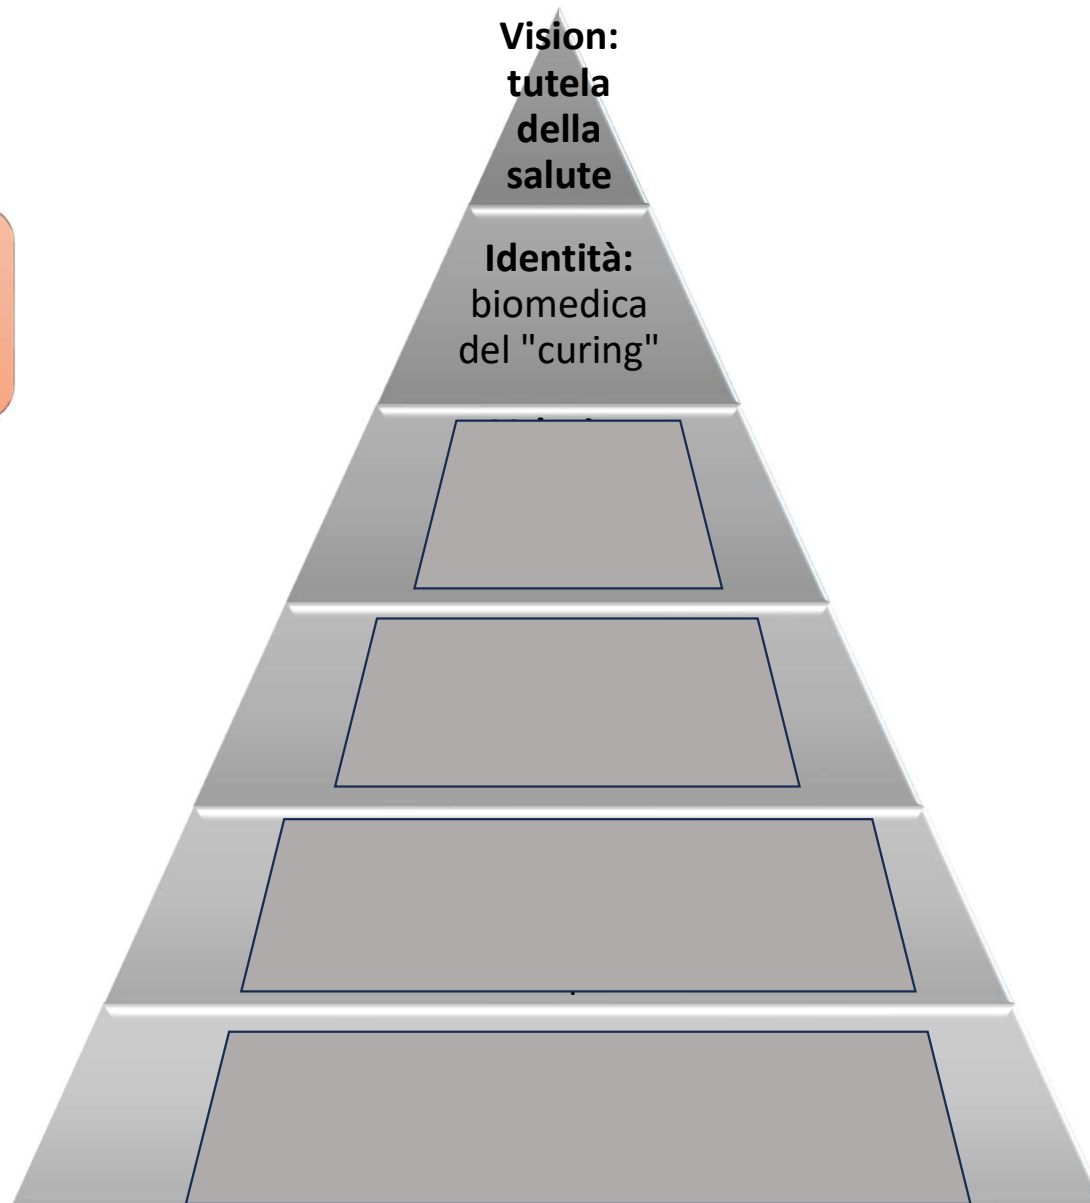 Vision:
tutela
della
salute
Identità:
biomedica
del "curing"